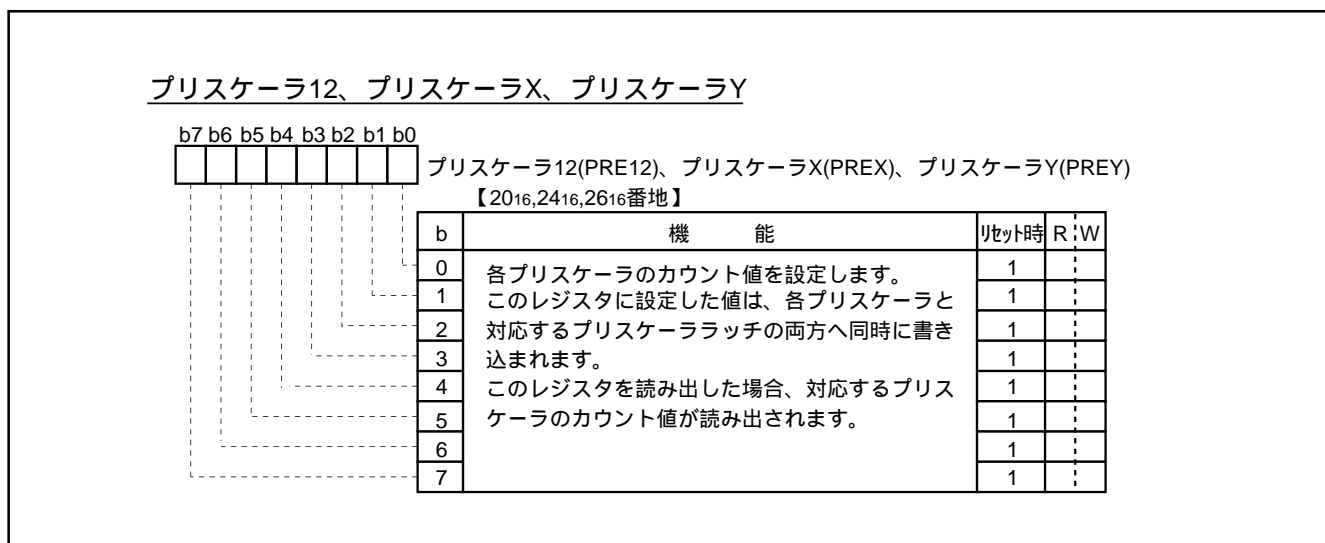 プリスケーラ12、プリスケーラX、プリスケーラY
b7 b6 b5 b4 b3 b2 b1 b0
プリスケーラ12(PRE12)、プリスケーラX(PREX)、プリスケーラY(PREY)
【2016,2416,2616番地】
b 機 能 リセット時 R W
0 各プリスケーラのカウント値を設定します。 1
1 このレジスタに設定した値は、各プリスケーラと 1
2 対応するプリスケーララッチの両方へ同時に書き 1
3 込まれます。 1
4 このレジスタを読み出した場合、対応するプリス 1
5 ケーラのカウント値が読み出されます。 1
6 1
7 1